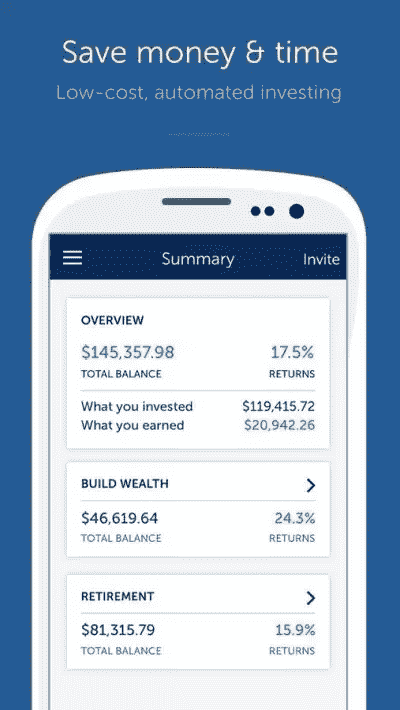 Save money & time
Low-cost, automated investing
Summary
Invite
OVERVIEW
$145,357.98 17.5%
TOTAL BALANCE RETURNS
What you invested $119,415.72
What you earned $20,942.26
BUILD WEALTH
$46,619.64 24.3%
TOTAL BALANCE RETURNS
RETIREMENT
$81,315.79 15.9%
TOTAL BALANCE RETURNS